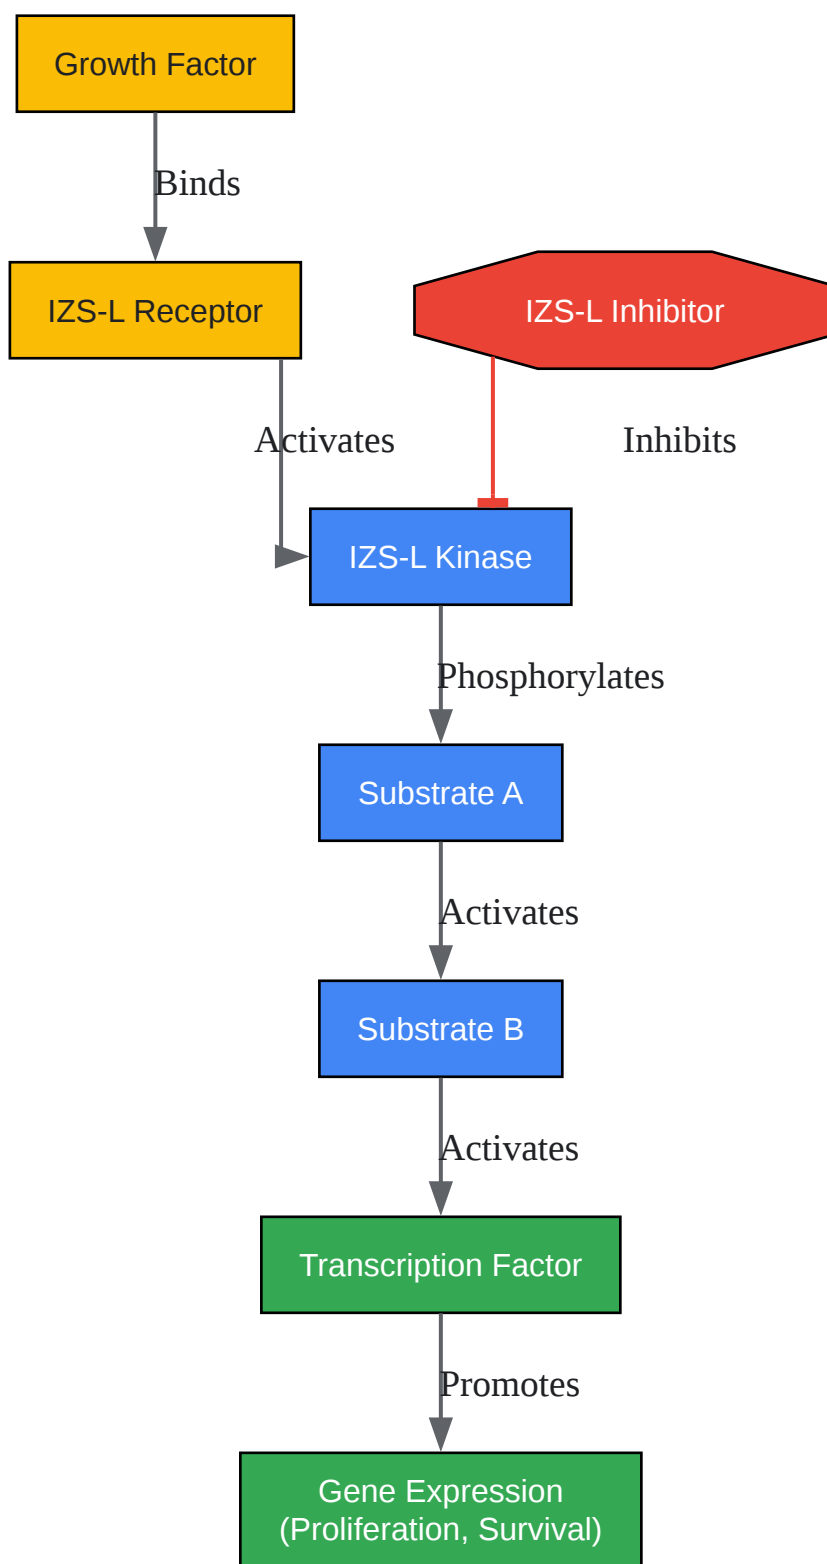 Growth Factor
Binds
IZS-L Receptor
IZS-L Inhibitor
Activates
Inhibits
IZS-L Kinase
Phosphorylates
Substrate A
Activates
Substrate B
Activates
Transcription Factor
Promotes
Gene Expression
(Proliferation, Survival)